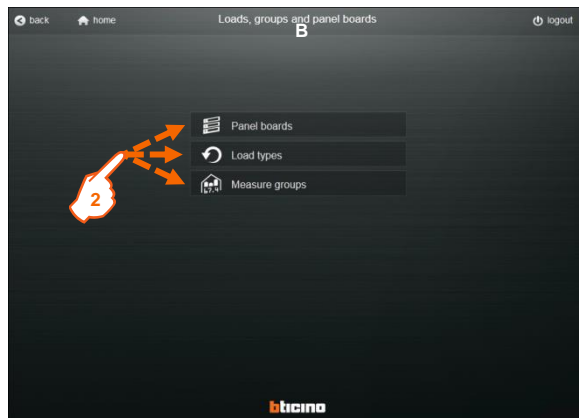 back
home
Loads, groups and panel boards
B
logout
Panel boards
Load types
Measure groups
2
bticino